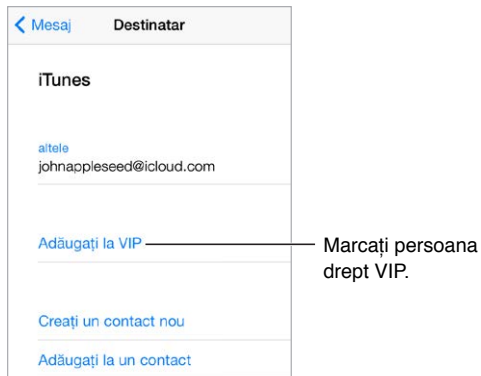 Mesaj Destinatar
iTunes
altele
johnappleseed@icloud.com
Adăugați la VIP
Marcați persoana
drept VIP.
Creați un contact nou
Adăugați la un contact